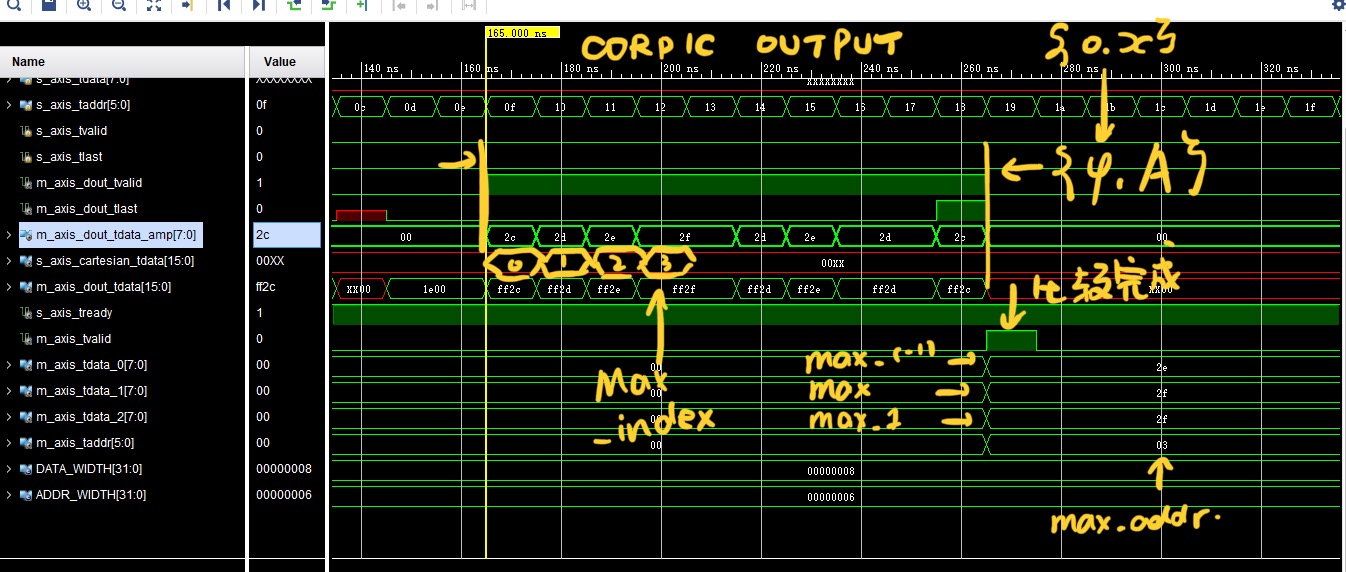 165.000 ns CORPIC OUTPUT {0.x}
Name Value
140 ns 160 ns 180 ns 200 ns 220 ns 240 ns 260 ns 280 ns 300 ns 320 ns
s_axis_tdata[7:0] XXXXXXXX XXXXXXXX
s_axis_taddr[5:0] 0f 0c 0d 0e 0f 10 11 12 13 14 15 16 17 18 19 1a 1b 1c 1d 1e 1f
s_axis_tvalid 0
s_axis_tlast 0
m_axis_dout_tvalid 1 {φ.A}
m_axis_dout_tlast 0
m_axis_dout_tdata_amp[7:0] 2c 00 2c 2d 2e 2f 2d 2e 2d 2c 00
s_axis_cartesian_tdata[15:0] 00XX 0 1 2 3 00XX
m_axis_dout_tdata[15:0] ff2c XX00 1e00 ff2c ff2d ff2e ff2f ff2d ff2e ff2d ff2c XX00
比较完成
s_axis_tready 1
m_axis_tvalid 0
m_axis_tdata_0[7:0] 00 00 max_(-1) 2e
m_axis_tdata_1[7:0] 00 00 max 2f
m_axis_tdata_2[7:0] 00 00 max_1 2f
Max
_index
m_axis_taddr[5:0] 00 00 03
DATA_WIDTH[31:0] 00000008 00000008
ADDR_WIDTH[31:0] 00000006 00000006
max.addr.